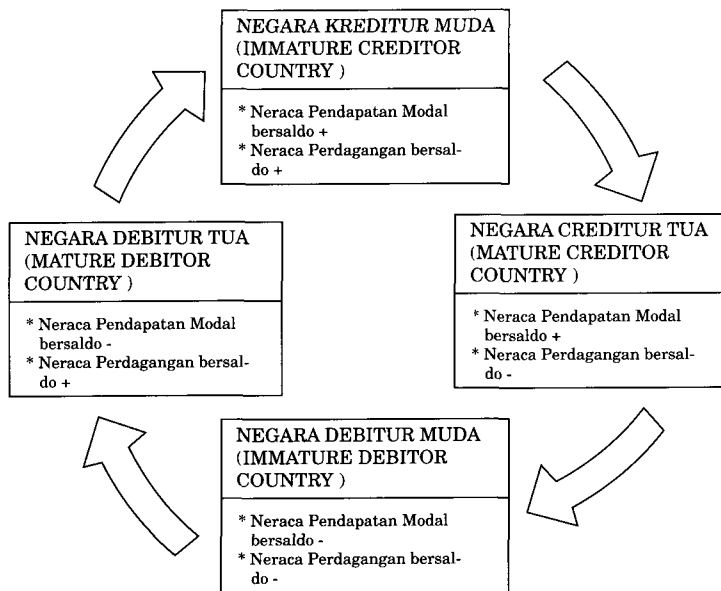 NEGARA KREDITUR MUDA
(IMMATURE CREDITOR
COUNTRY )
* Neraca Pendapatan Modal
bersaldo +
* Neraca Perdagangan bersal-
do +
NEGARA DEBITUR TUA
(MATURE DEBITOR
COUNTRY )
* Neraca Pendapatan Modal
bersaldo -
* Neraca Perdagangan bersal-
do +
NEGARA CREDITUR TUA
(MATURE CREDITOR
COUNTRY )
* Neraca Pendapatan Modal
bersaldo +
* Neraca Perdagangan bersal-
do -
NEGARA DEBITUR MUDA
(IMMATURE DEBITOR
COUNTRY )
* Neraca Pendapatan Modal
bersaldo -
* Neraca Perdagangan bersal-
do -